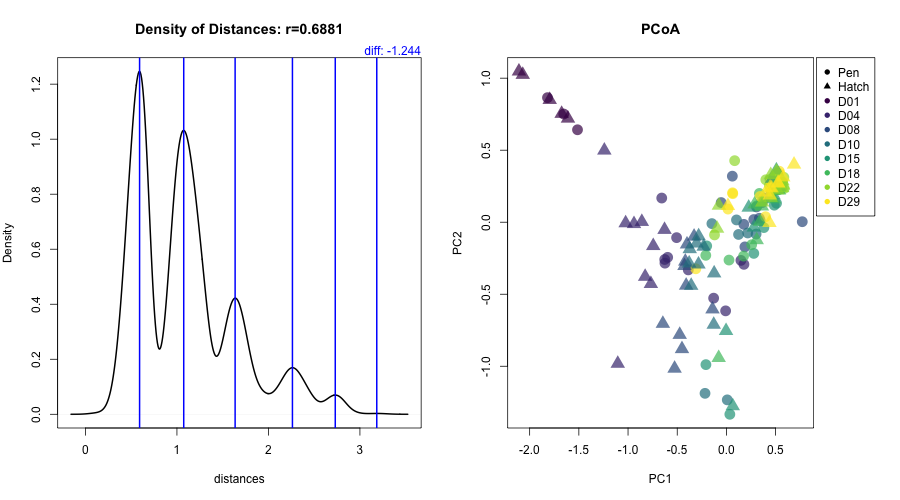 Density of Distances: r=0.6881
diff: -1.244
Density
0.0
0.2
0.4
0.6
0.8
1.0
1.2
0
1
2
3
distances
PCoA
PC2
-1.0
-0.5
0.0
0.5
1.0
-2.0
-1.5
-1.0
-0.5
0.0
0.5
PC1
Pen
Hatch
D01
D04
D08
D10
D15
D18
D22
D29